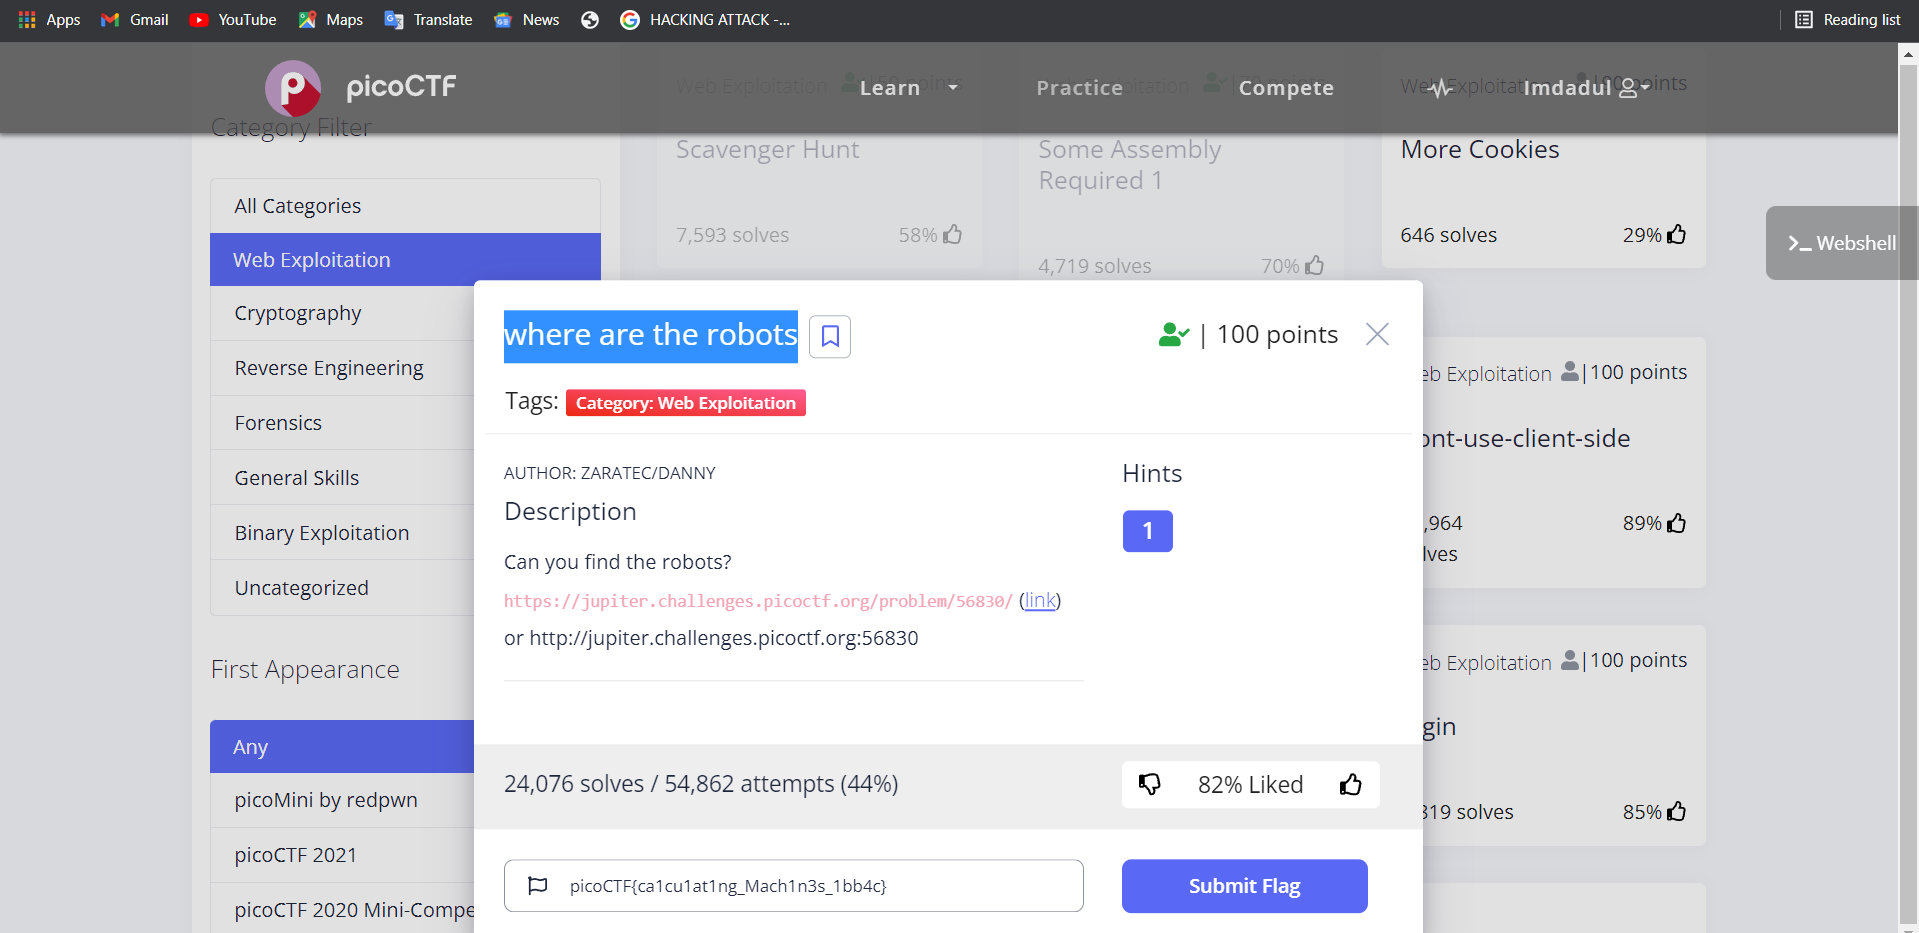 Apps Gmail YouTube Maps Translate News HACKING ATTACK -... Reading list
picoCTF Learn Practice Compete Imdadul
Web Exploitation | 50 points
Web Exploitation | 70 points
Web Exploitation points
Category Filter
Scavenger Hunt
7,593 solves 58%
Some Assembly
Required 1
4,719 solves 70%
More Cookies
646 solves 29%
>_ Webshell
All Categories
Web Exploitation
Cryptography
Reverse Engineering
Forensics
General Skills
Binary Exploitation
Uncategorized
First Appearance
Any
picoMini by redpwn
picoCTF 2021
picoCTF 2020 Mini-Compe
where are the robots | 100 points
Tags: Category: Web Exploitation
AUTHOR: ZARATEC/DANNY
Description
Can you find the robots?
https://jupiter.challenges.picoctf.org/problem/56830/ (link)
or http://jupiter.challenges.picoctf.org:56830
Hints
1
24,076 solves / 54,862 attempts (44%)
82% Liked
picoCTF{ca1cu1at1ng_Mach1n3s_1bb4c}
Submit Flag
eb Exploitation | 100 points
ont-use-client-side
,964
lves
89%
eb Exploitation | 100 points
gin
819 solves 85%